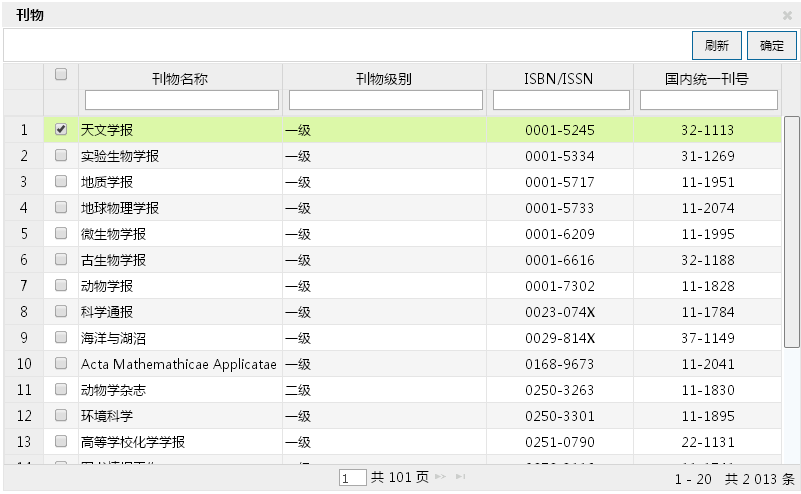 刊物
刷新 确定
刊物名称 刊物级别 ISBN/ISSN 国内统一刊号
1 天文学报 一级 0001-5245 32-1113
2 实验生物学报 一级 0001-5334 31-1269
3 地质学报 一级 0001-5717 11-1951
4 地球物理学报 一级 0001-5733 11-2074
5 微生物学报 一级 0001-6209 11-1995
6 古生物学报 一级 0001-6616 32-1188
7 动物学报 一级 0001-7302 11-1828
8 科学通报 一级 0023-074X 11-1784
9 海洋与湖沼 一级 0029-814X 37-1149
10 Acta Mathemathicae Applicatae 一级 0168-9673 11-2041
11 动物学杂志 二级 0250-3263 11-1830
12 环境科学 一级 0250-3301 11-1895
13 高等学校化学学报 一级 0251-0790 22-1131
1 共 101 页 1 - 20 共 2 013 条